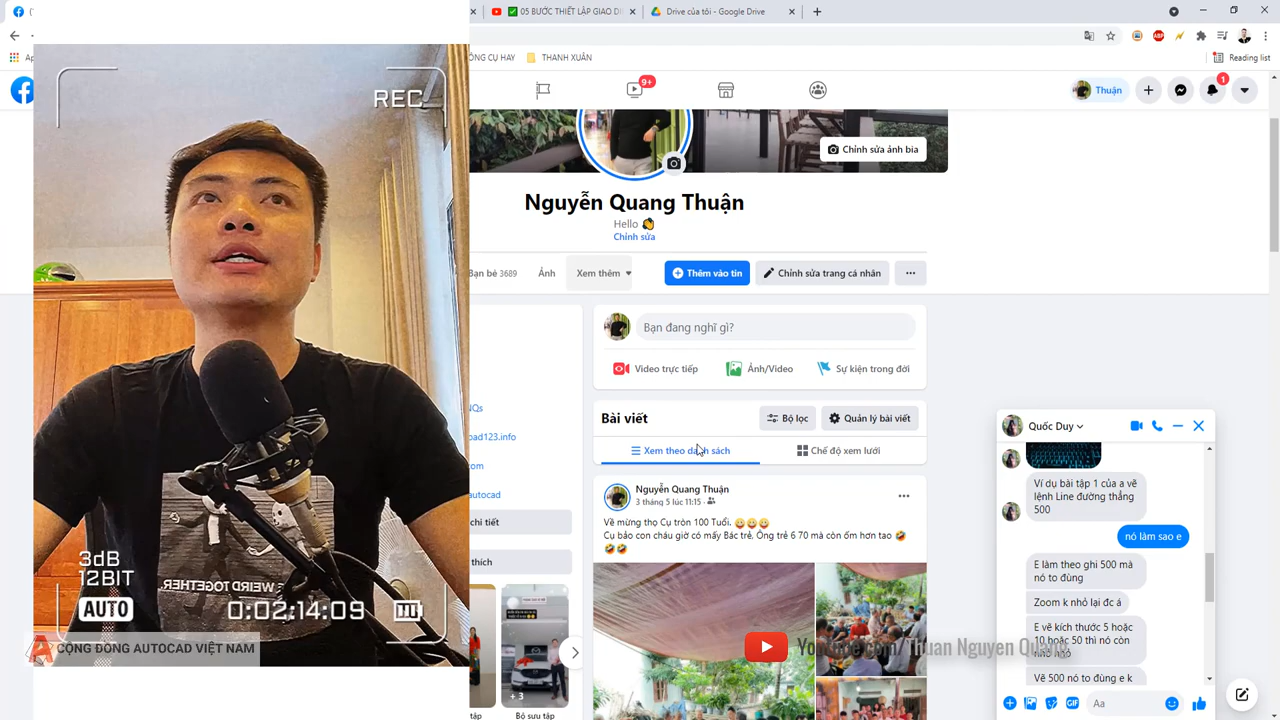 05 BƯỚC THIẾT LẬP GIAO DI
Drive của tôi - Google Drive
THANH XUÂN
Reading list
9+
Thuận
1
Chỉnh sửa ảnh bìa
Nguyễn Quang Thuận
Hello
Chỉnh sửa
Bạn bè 3689
Ảnh
Xem thêm
Thêm vào tin
Chỉnh sửa trang cá nhân
Bạn đang nghĩ gì?
Video trực tiếp
Ảnh/Video
Sự kiện trong đời
Bài viết
Bộ lọc
Quản lý bài viết
Xem theo danh sách
Chế độ xem lưới
NQs
pad123.info
com
autocad
chi tiết
thích
+ 3
Bộ sưu tập
Nguyễn Quang Thuận
3 tháng 5 lúc 11:15
Về mừng thọ Cụ tròn 100 Tuổi.
Cụ bảo con cháu giờ có mấy Bác trẻ. Ông trẻ 6 70 mà còn ốm hơn tao
Quốc Duy
Ví dụ bài tập 1 của a vẽ
lệnh Line đường thẳng
500
nó làm sao e
E làm theo ghi 500 mà
nó to đùng
Zoom k nhỏ lại đc á
E vẽ kích thước 5 hoặc
10 hoặc 50 thì nó còn
Vẽ 500 nó to đùng e k
Aa
REC
3dB
12BIT
AUTO
0:02:14:09
WEIRD TOGETHER
CỘNG ĐỒNG AUTOCAD VIỆT NAM
Youtube.com/Thuan Nguyen Quang